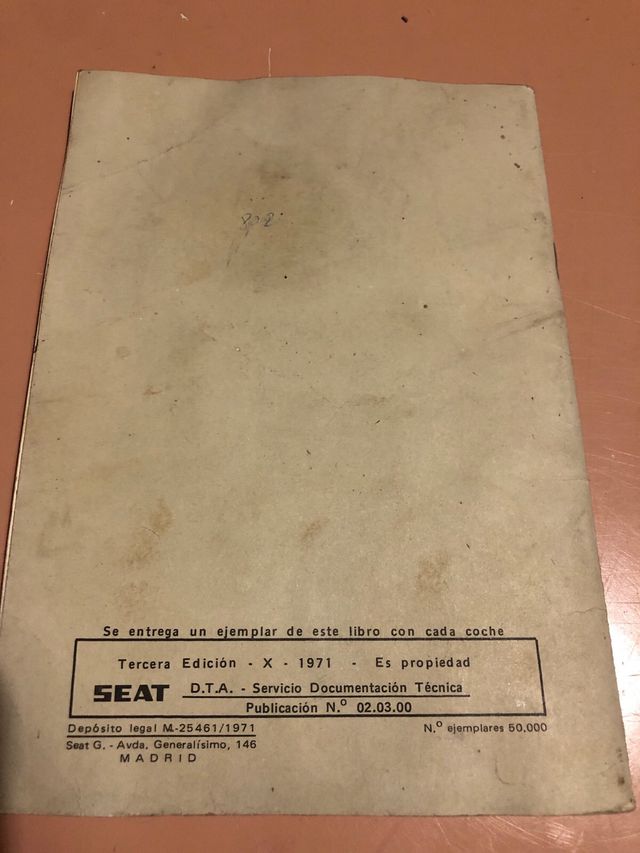 Se entrega un ejemplar de este libro con cada coche
Tercera Edición - X - 1971 - Es propiedad
SEAT D.T.A. - Servicio Documentación Técnica
Publicación N.º 02.03.00
Depósito legal M.-25461/1971
N.º ejemplares 50.000
Seat G. - Avda. Generalísimo, 146
MADRID